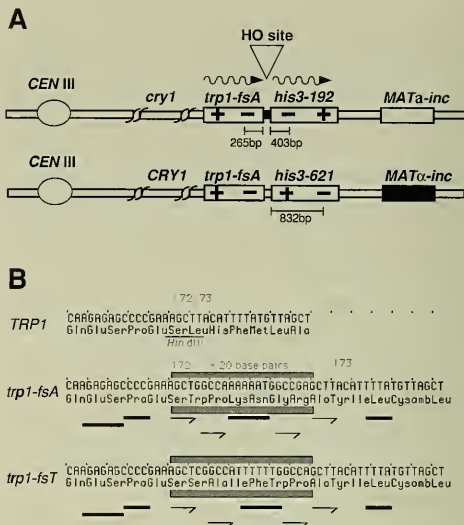 A
HO site
CEN III
cry1
trp1-fsA
his3-192
MATa-inc
+ − − +
265bp
403bp
CEN III
CRY1
trp1-fsA
his3-621
MATα-inc
+ − + −
832bp
B
172 173
TRP1
CAAGAGAGCCCCGAAAGCTTACATTTTATGTTAGCT
GlnGluSerProGluSerLeuHisPheMetLeuAla
Hin dIII
172 + 20 base pairs 173
trp1-fsA
CAAGAGAGCCCCGAAAGCTGGCCAAAAAATGGCCGAGCTTACATTTTATGTTAGCT
GlnGluSerProGluSerTrpProLysAsnGlyArgAlaTyrIleLeuCysambLeu
trp1-fsT
CAAGAGAGCCCCGAAAGCTCGGCCATTTTTTGGCCAGCTTACATTTTATGTTAGCT
GlnGluSerProGluSerSerAlaIlePheTrpProAlaTyrIleLeuCysambLeu